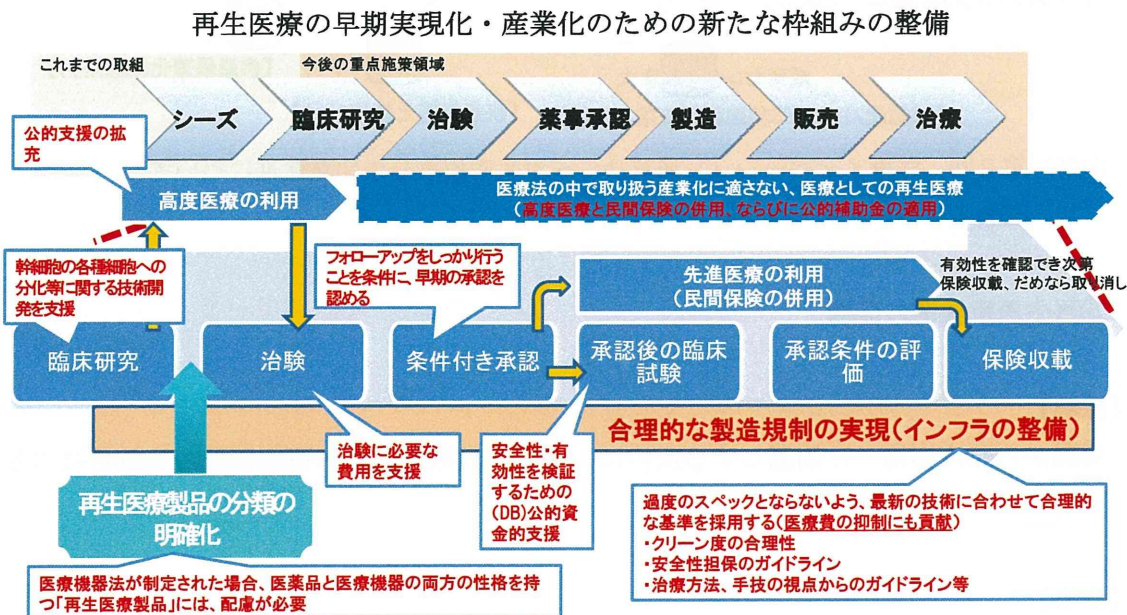 再生医療の早期実現化・産業化のための新たな枠組みの整備
これまでの取組
今後の重点施策領域
シーズ
臨床研究
治験
薬事承認
製造
販売
治療
公的支援の拡
充
高度医療の利用
医療法の中で取り扱う産業化に適さない、医療としての再生医療
(高度医療と民間保険の併用、ならびに公的補助金の適用)
幹細胞の各種細胞への
分化等に関する技術開
発を支援
フォローアップをしっかり行う
ことを条件に、早期の承認を
認める
先進医療の利用
(民間保険の併用)
有効性を確認でき次第
保険収載、だめなら取り消し
臨床研究
治験
条件付き承認
承認後の臨床
試験
承認条件の評
価
保険収載
合理的な製造規制の実現(インフラの整備)
治験に必要な
費用を支援
安全性・有
効性を検証
するための
(DB)公的資
金的支援
再生医療製品の分類の
明確化
過度のスペックとならないよう、最新の技術に合わせて合理的
な基準を採用する(医療費の抑制にも貢献)
・クリーン度の合理性
・安全性担保のガイドライン
・治療方法、手技の視点からのガイドライン等
医療機器法が制定された場合、医薬品と医療機器の両方の性格を持
つ「再生医療製品」には、配慮が必要